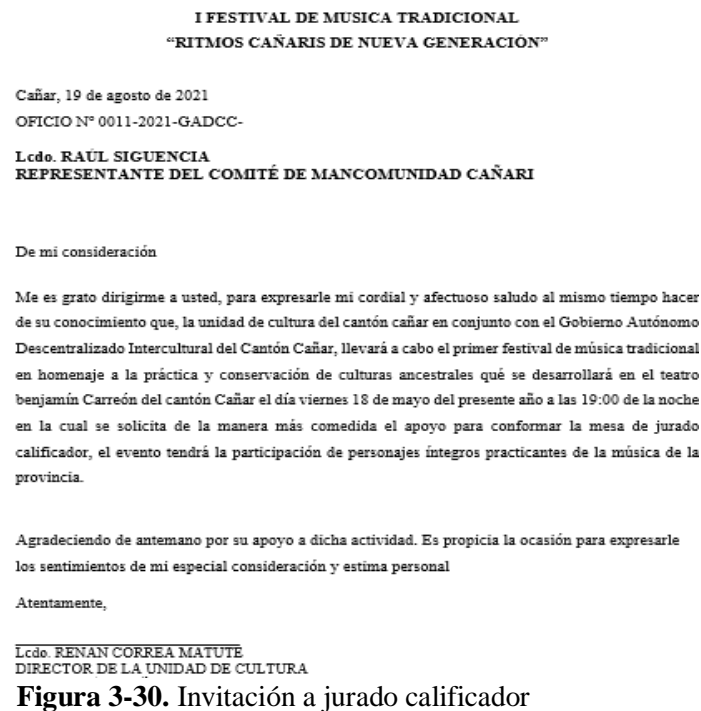 I FESTIVAL DE MUSICA TRADICIONAL
“RITMOS CAÑARIS DE NUEVA GENERACIÓN”
Cañar, 19 de agosto de 2021
OFICIO Nº 0011-2021-GADCC-
Lcdo. RAÚL SIGUENCIA
REPRESENTANTE DEL COMITÉ DE MANCOMUNIDAD CAÑARI
De mi consideración
Me es grato dirigirme a usted, para expresarle mi cordial y afectuoso saludo al mismo tiempo hacer
de su conocimiento que, la unidad de cultura del cantón cañar en conjunto con el Gobierno Autónomo
Descentralizado Intercultural del Cantón Cañar, llevará a cabo el primer festival de música tradicional
en homenaje a la práctica y conservación de culturas ancestrales qué se desarrollará en el teatro
benjamín Carreón del cantón Cañar el día viernes 18 de mayo del presente año a las 19:00 de la noche
en la cual se solicita de la manera más comedida el apoyo para conformar la mesa de jurado
calificador, el evento tendrá la participación de personajes íntegros practicantes de la música de la
provincia.
Agradeciendo de antemano por su apoyo a dicha actividad. Es propicia la ocasión para expresarle
los sentimientos de mi especial consideración y estima personal
Atentamente,
Lcdo. RENAN CORREA MATUTE
DIRECTOR DE LA UNIDAD DE CULTURA
Figura 3-30. Invitación a jurado calificador